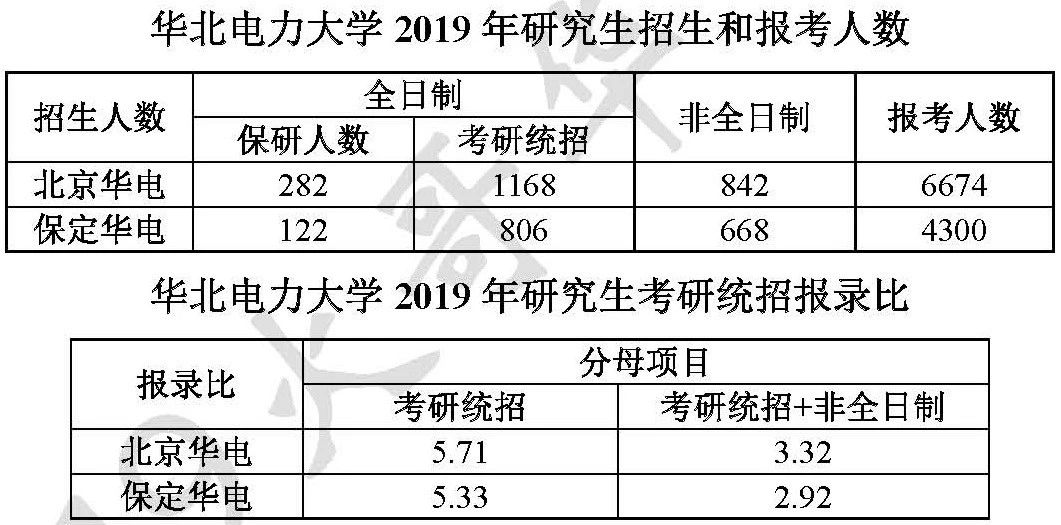 华北电力大学 2019 年研究生招生和报考人数
招生人数 全日制 非全日制 报考人数
保研人数 考研统招
北京华电 282 1168 842 6674
保定华电 122 806 668 4300
华北电力大学 2019 年研究生考研统招报录比
报录比 分母项目
考研统招 考研统招+非全日制
北京华电 5.71 3.32
保定华电 5.33 2.92